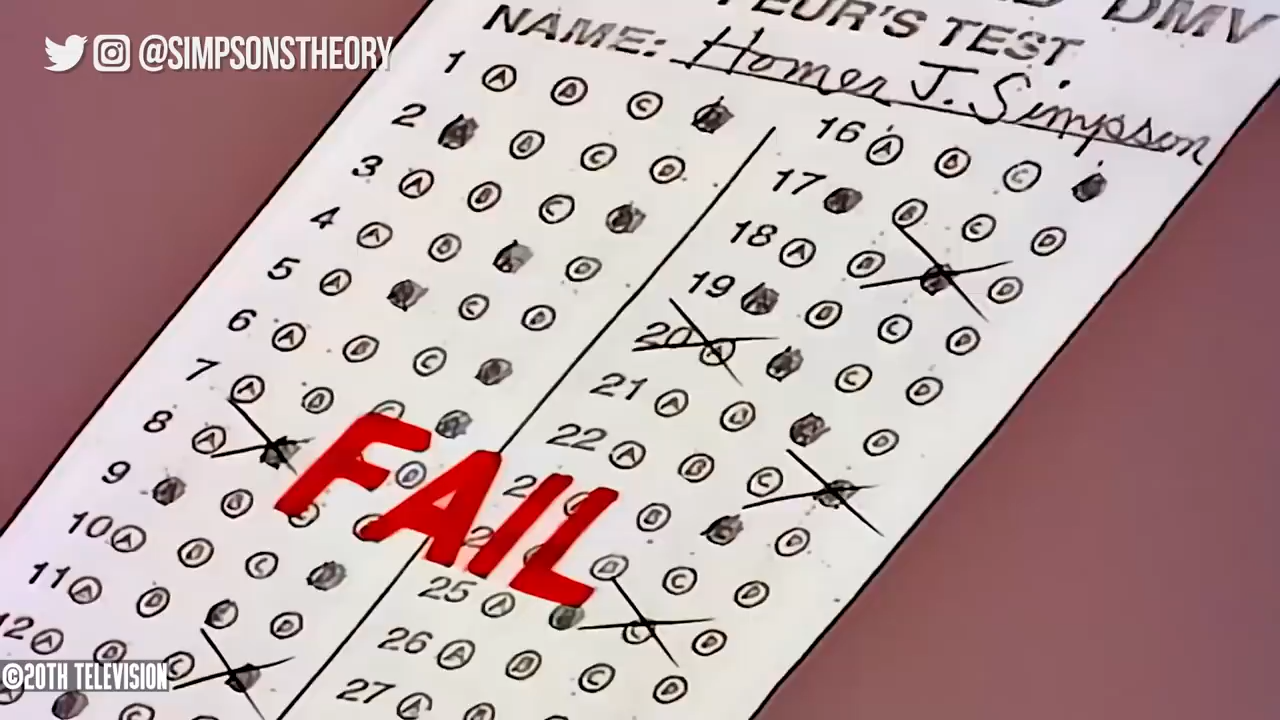 @SIMPSONSTHEORY
DMV
EUR'S TEST
NAME: Homer J. Simpson
1 A B C
2 B C D
3 A B C
4 A B D
5 A C D
6 A B C
7 A B C
8 A D
9 B
10 A B C
11 A B D
12 A B C
16 A B C
17 B C D
18 A B D
19 B C D
20 A C D
21 A B D
22 A B C
B D
B C D
25 A C D
26 A B C D
27 A
FAIL
©20TH TELEVISION